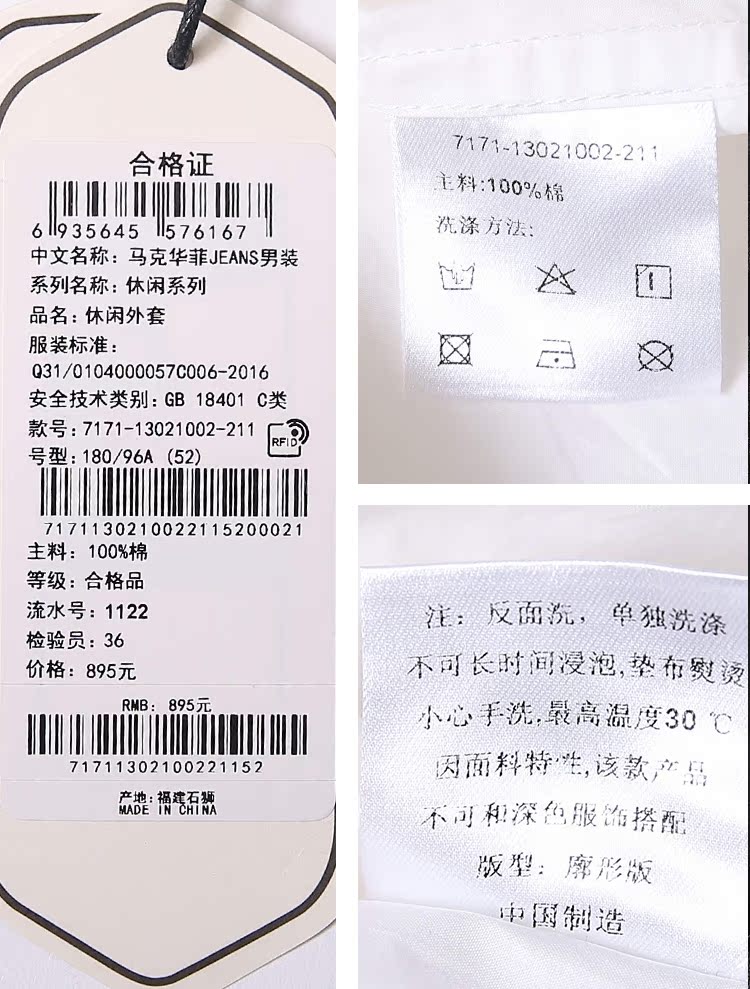 合格证
6 935645 576167
中文名称：马克华菲JEANS男装
系列名称：休闲系列
品名：休闲外套
服装标准：
Q31/0104000057C006-2016
安全技术类别：GB 18401 C类
款号：7171-13021002-211
RFID
号型：180/96A (52)
7171130210022115200021
主料：100%棉
等级：合格品
流水号：1122
检验员：36
价格：895元
RMB：895元
71711302100221152
产地：福建石狮
MADE IN CHINA
7171-13021002-211
主料:100%棉
洗涤方法:
注：反面洗，单独洗涤
不可长时间浸泡,垫布熨烫
小心手洗,最高温度30℃
因面料特性,该款产品
不可和深色服饰搭配
版型：廓形版
中国制造